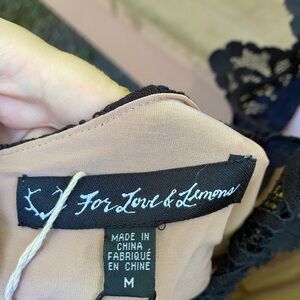 For Love & Lemons
MADE IN
CHINA
FABRIQUÉ
EN CHINE
M